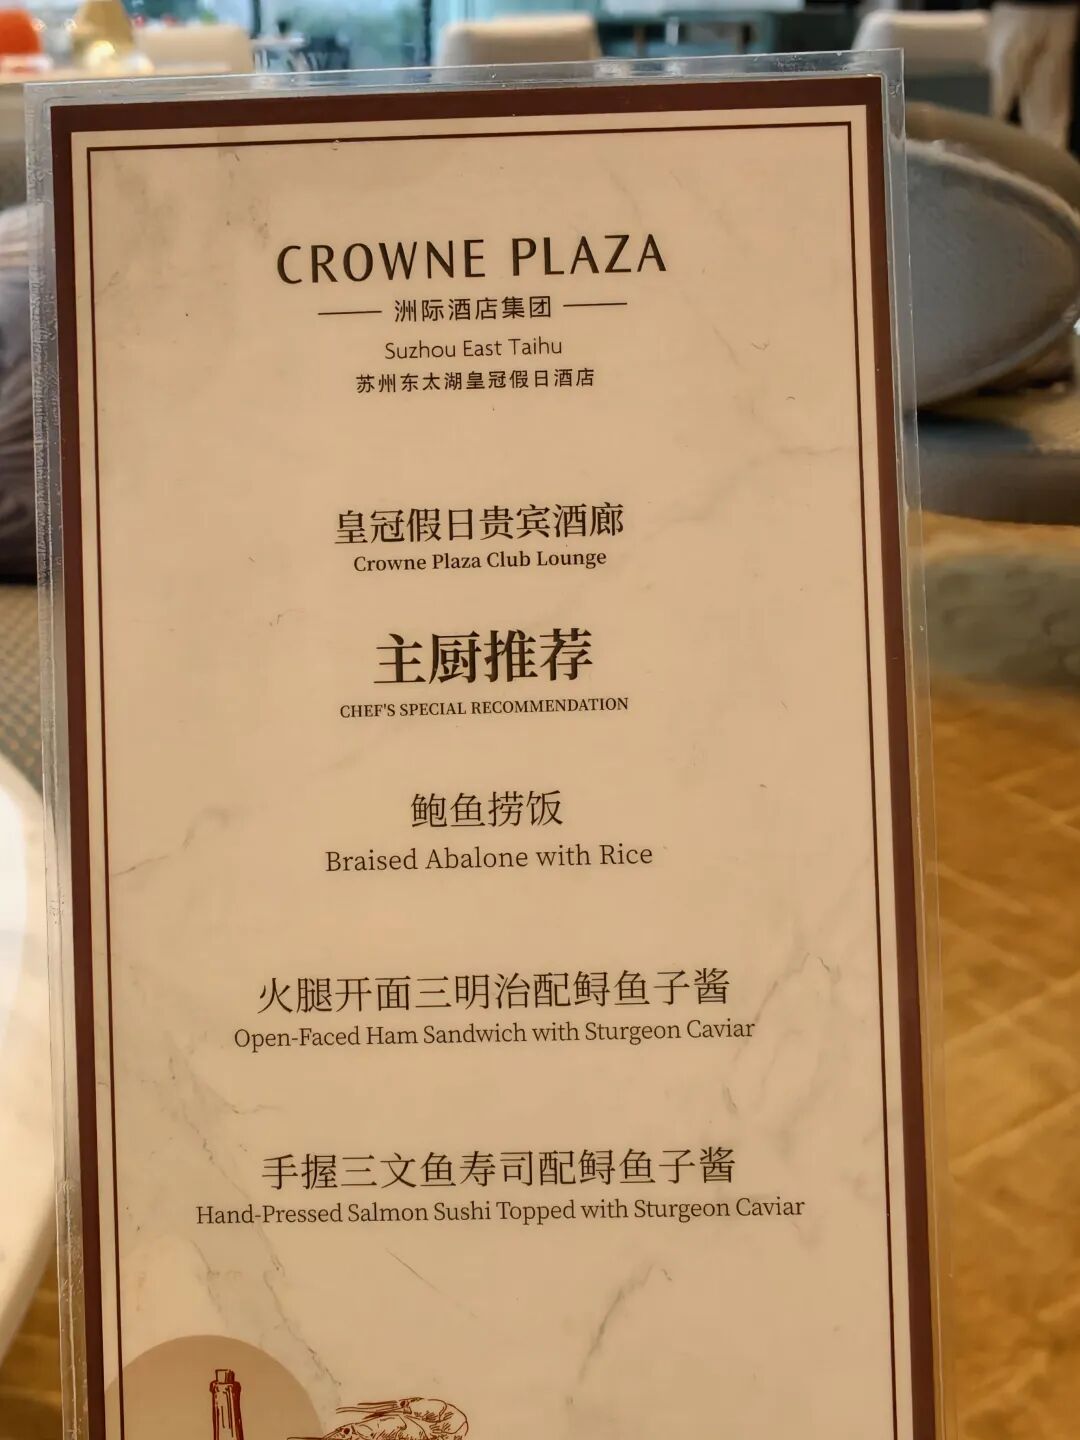 CROWNE PLAZA
洲际酒店集团
Suzhou East Taihu
苏州东太湖皇冠假日酒店
皇冠假日贵宾酒廊
Crowne Plaza Club Lounge
主厨推荐
CHEF'S SPECIAL RECOMMENDATION
鲍鱼捞饭
Braised Abalone with Rice
火腿开面三明治配鲟鱼子酱
Open-Faced Ham Sandwich with Sturgeon Caviar
手握三文鱼寿司配鲟鱼子酱
Hand-Pressed Salmon Sushi Topped with Sturgeon Caviar